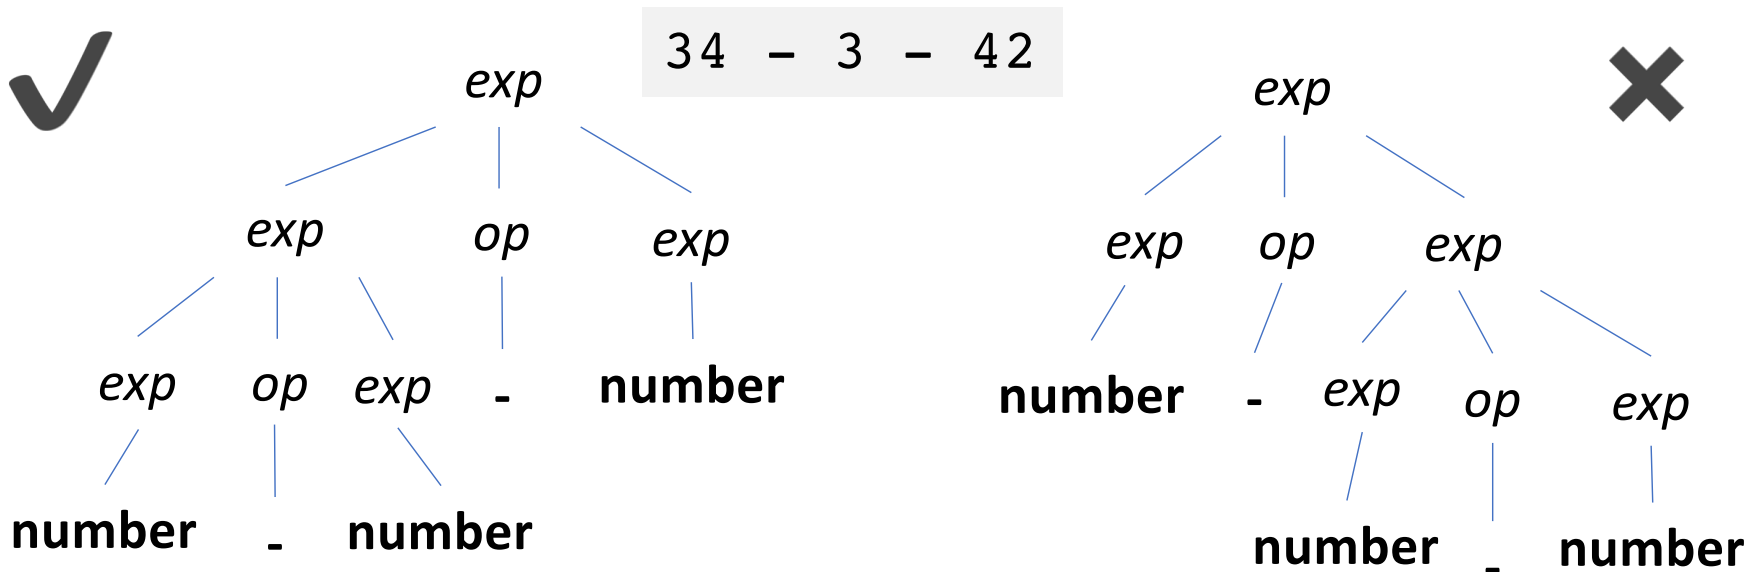 34 - 3 - 42
exp
exp op exp
exp op exp - number
number - number
exp
exp op exp
number - exp op exp
number - number